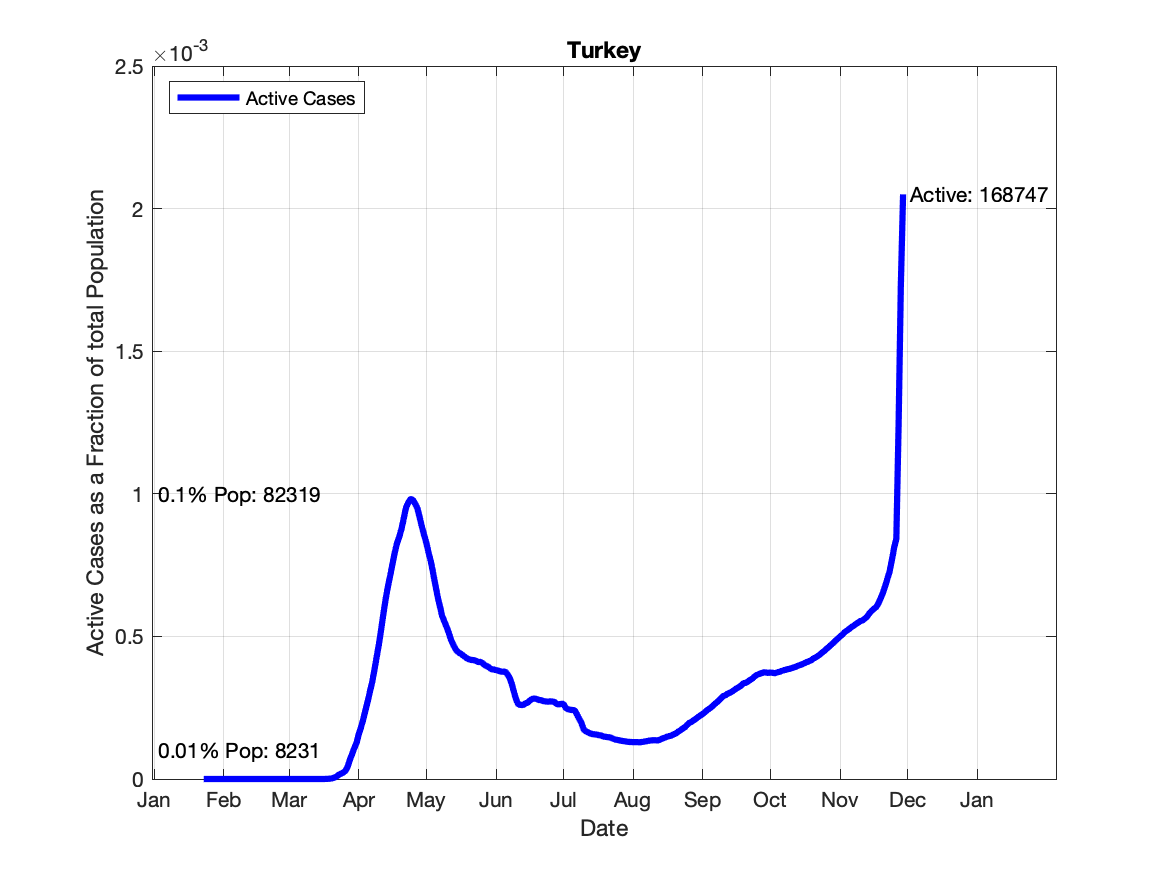 Turkey
×10-3
2.5
2
1.5
1
0.5
0
Active Cases
Active: 168747
0.1% Pop: 82319
0.01% Pop: 8231
Active Cases as a Fraction of total Population
Jan Feb Mar Apr May Jun Jul Aug Sep Oct Nov Dec Jan
Date